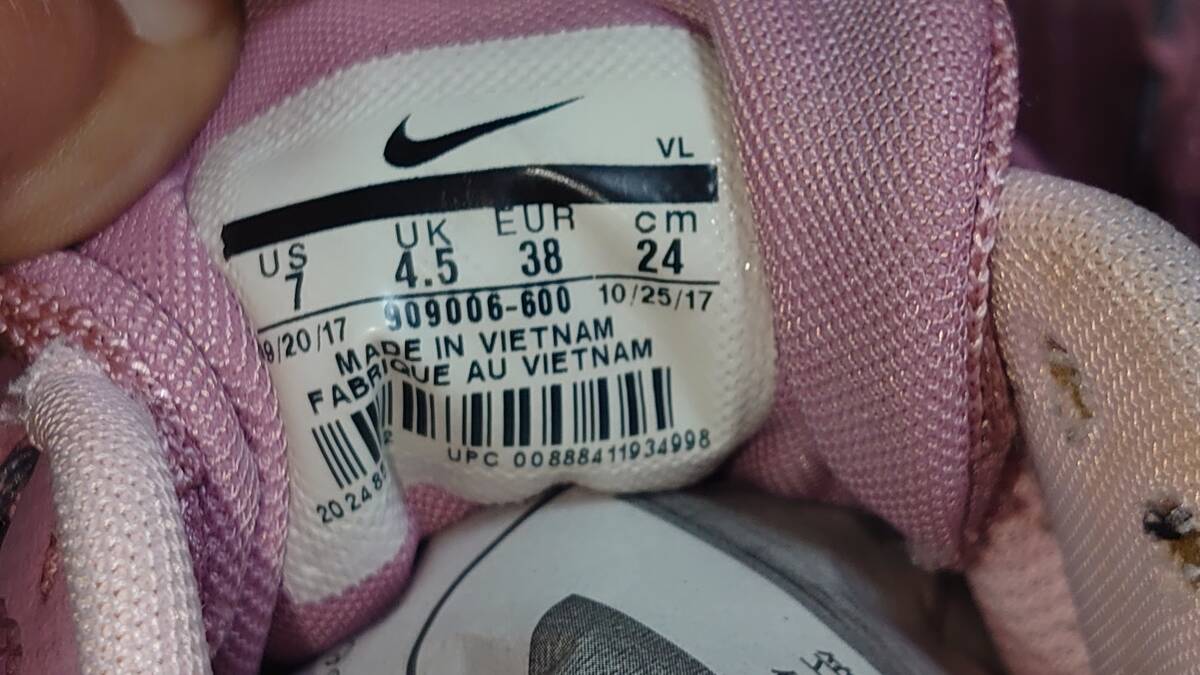 VL
US UK EUR cm
7 4.5 38 24
9/20/17 909006-600 10/25/17
MADE IN VIETNAM
FABRIQUE AU VIETNAM
UPC 00888411934998